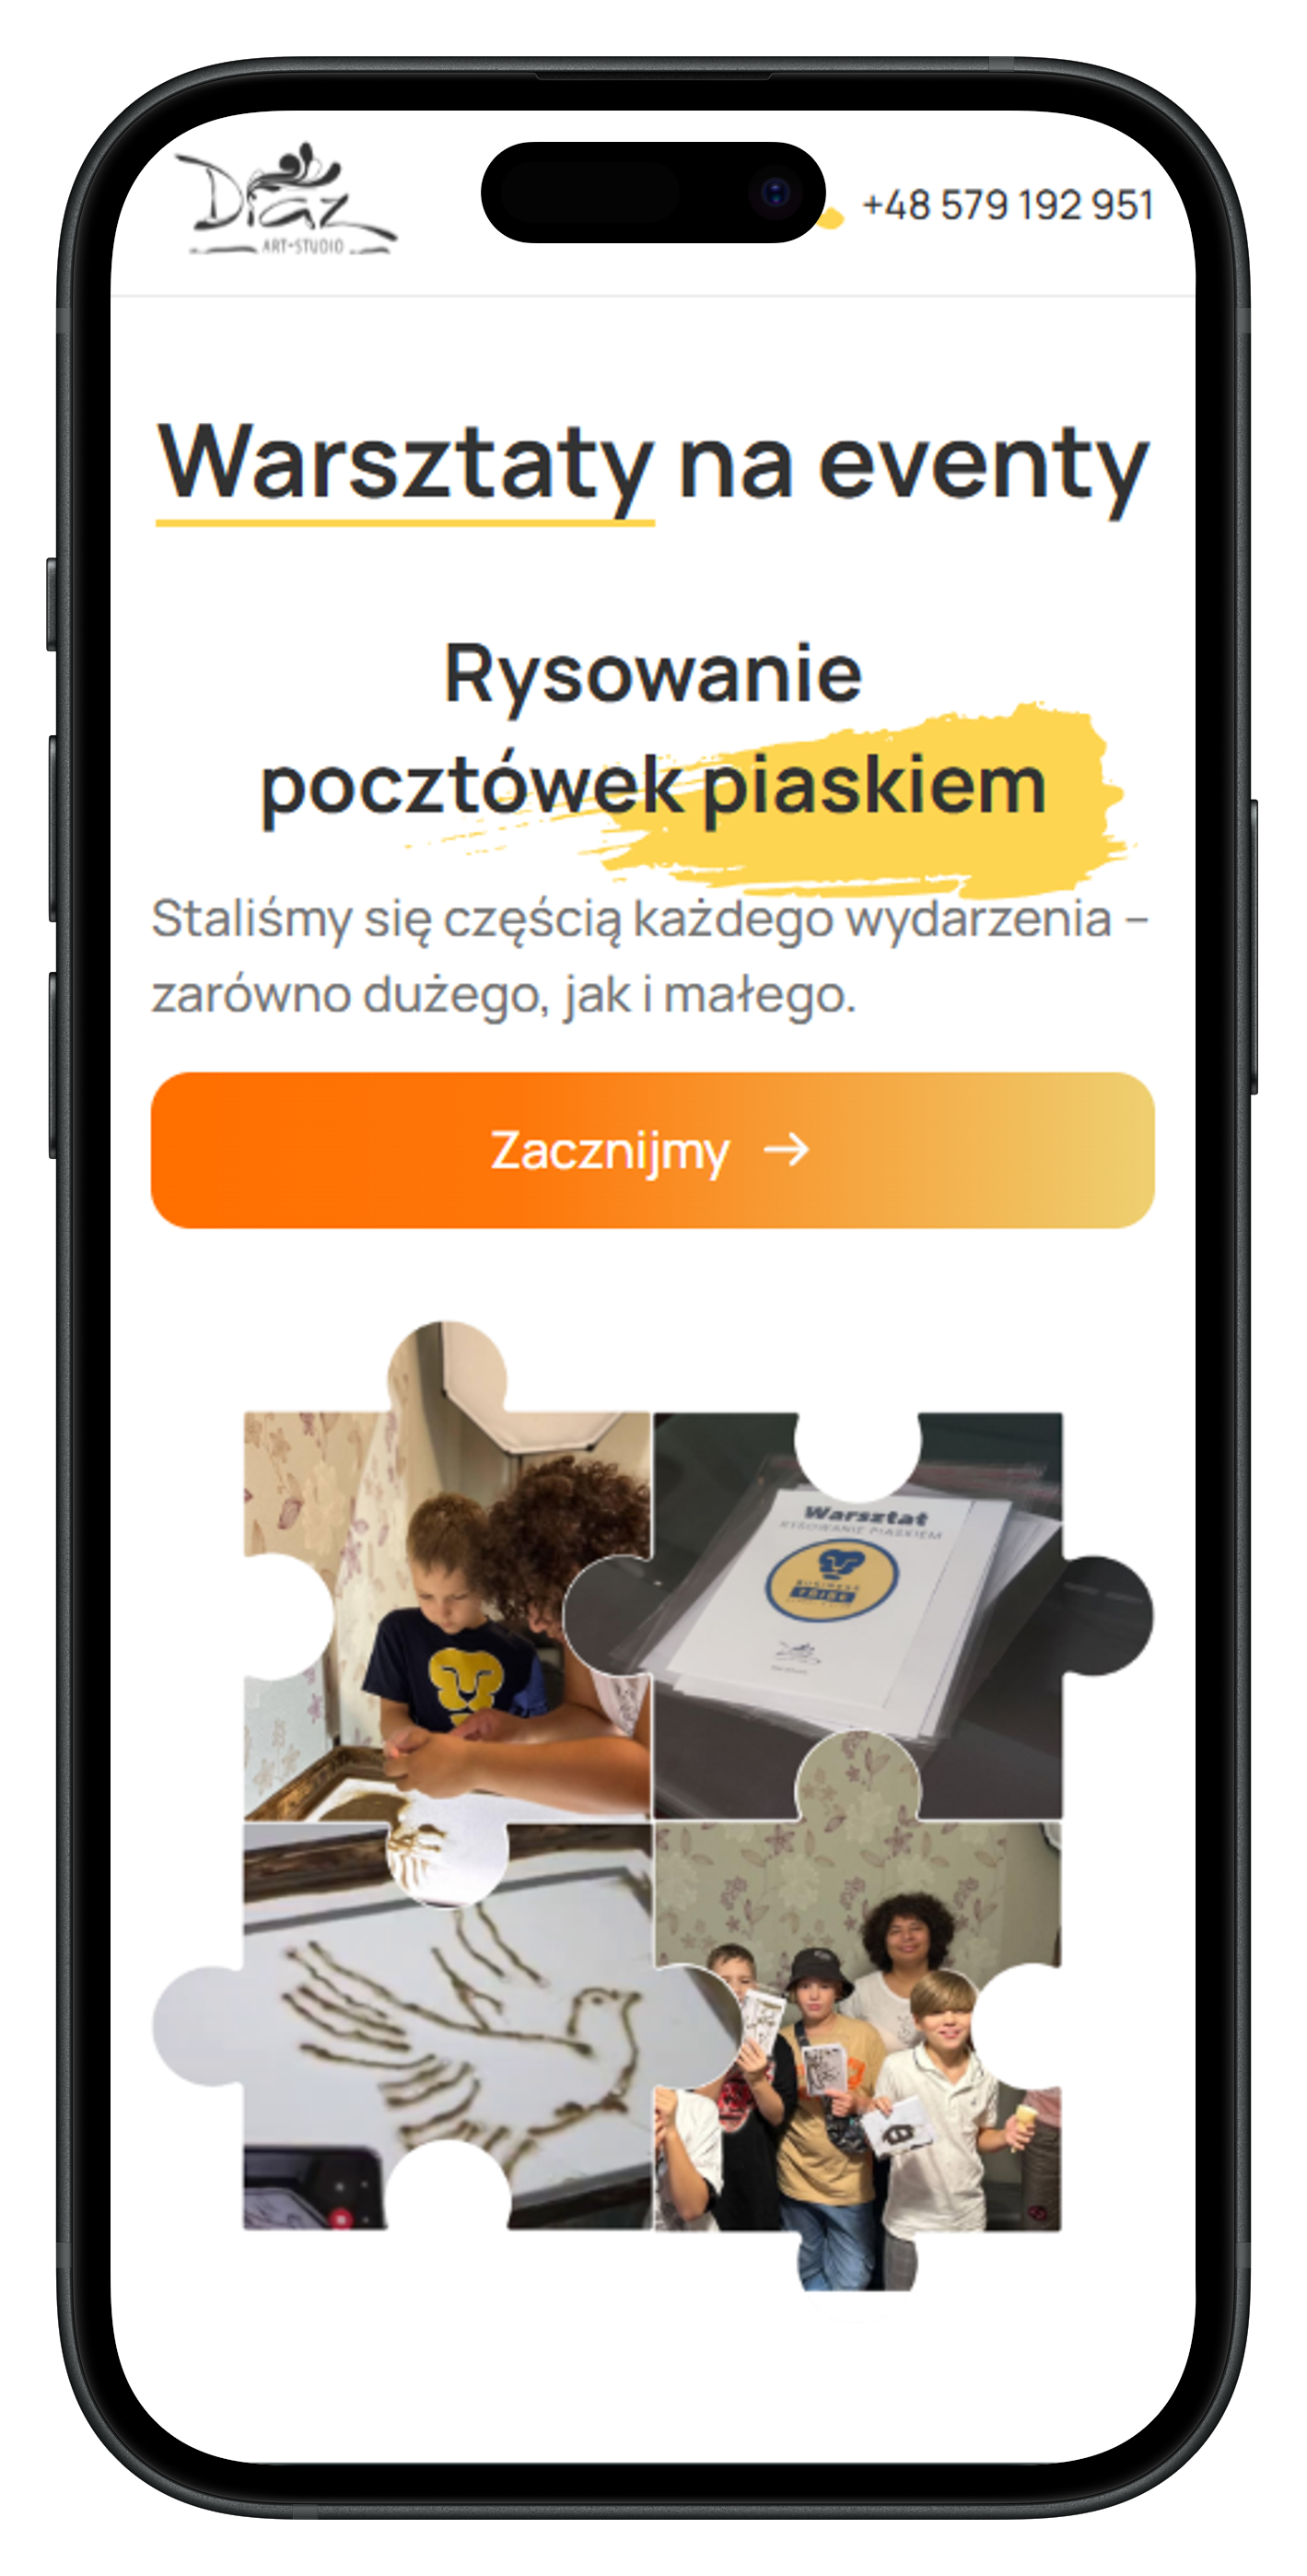 Diaz
ART-STUDIO
+48 579 192 951
Warsztaty na eventy
Rysowanie
pocztówek piaskiem
Staliśmy się częścią każdego wydarzenia –
zarówno dużego, jak i małego.
Zacznijmy →
Warsztat
RYSOWANIE PIASKIEM
BUSINESS